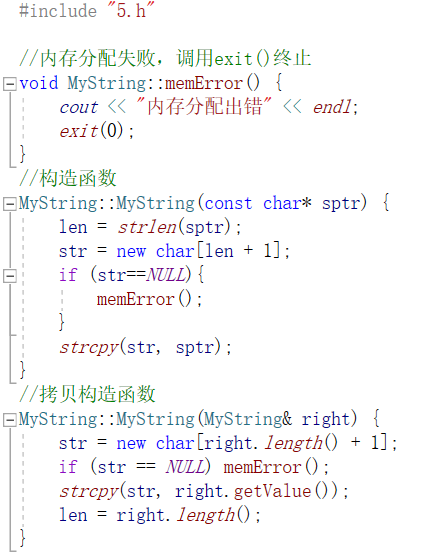 #include "5.h"
//内存分配失败，调用exit()终止
void MyString::memError() {
cout << "内存分配出错" << endl;
exit(0);
}
//构造函数
MyString::MyString(const char* sptr) {
len = strlen(sptr);
str = new char[len + 1];
if (str==NULL){
memError();
}
strcpy(str, sptr);
}
//拷贝构造函数
MyString::MyString(MyString& right) {
str = new char[right.length() + 1];
if (str == NULL) memError();
strcpy(str, right.getValue());
len = right.length();
}